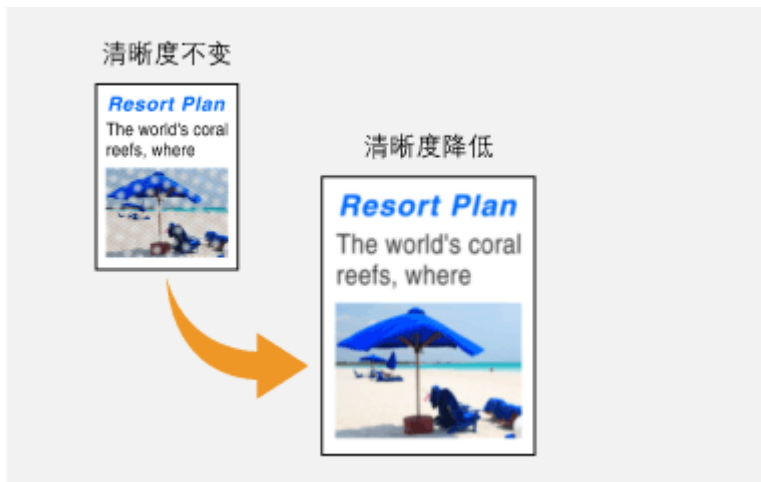 清晰度不变
Resort Plan
The world's coral
reefs, where
清晰度降低
Resort Plan
The world's coral
reefs, where